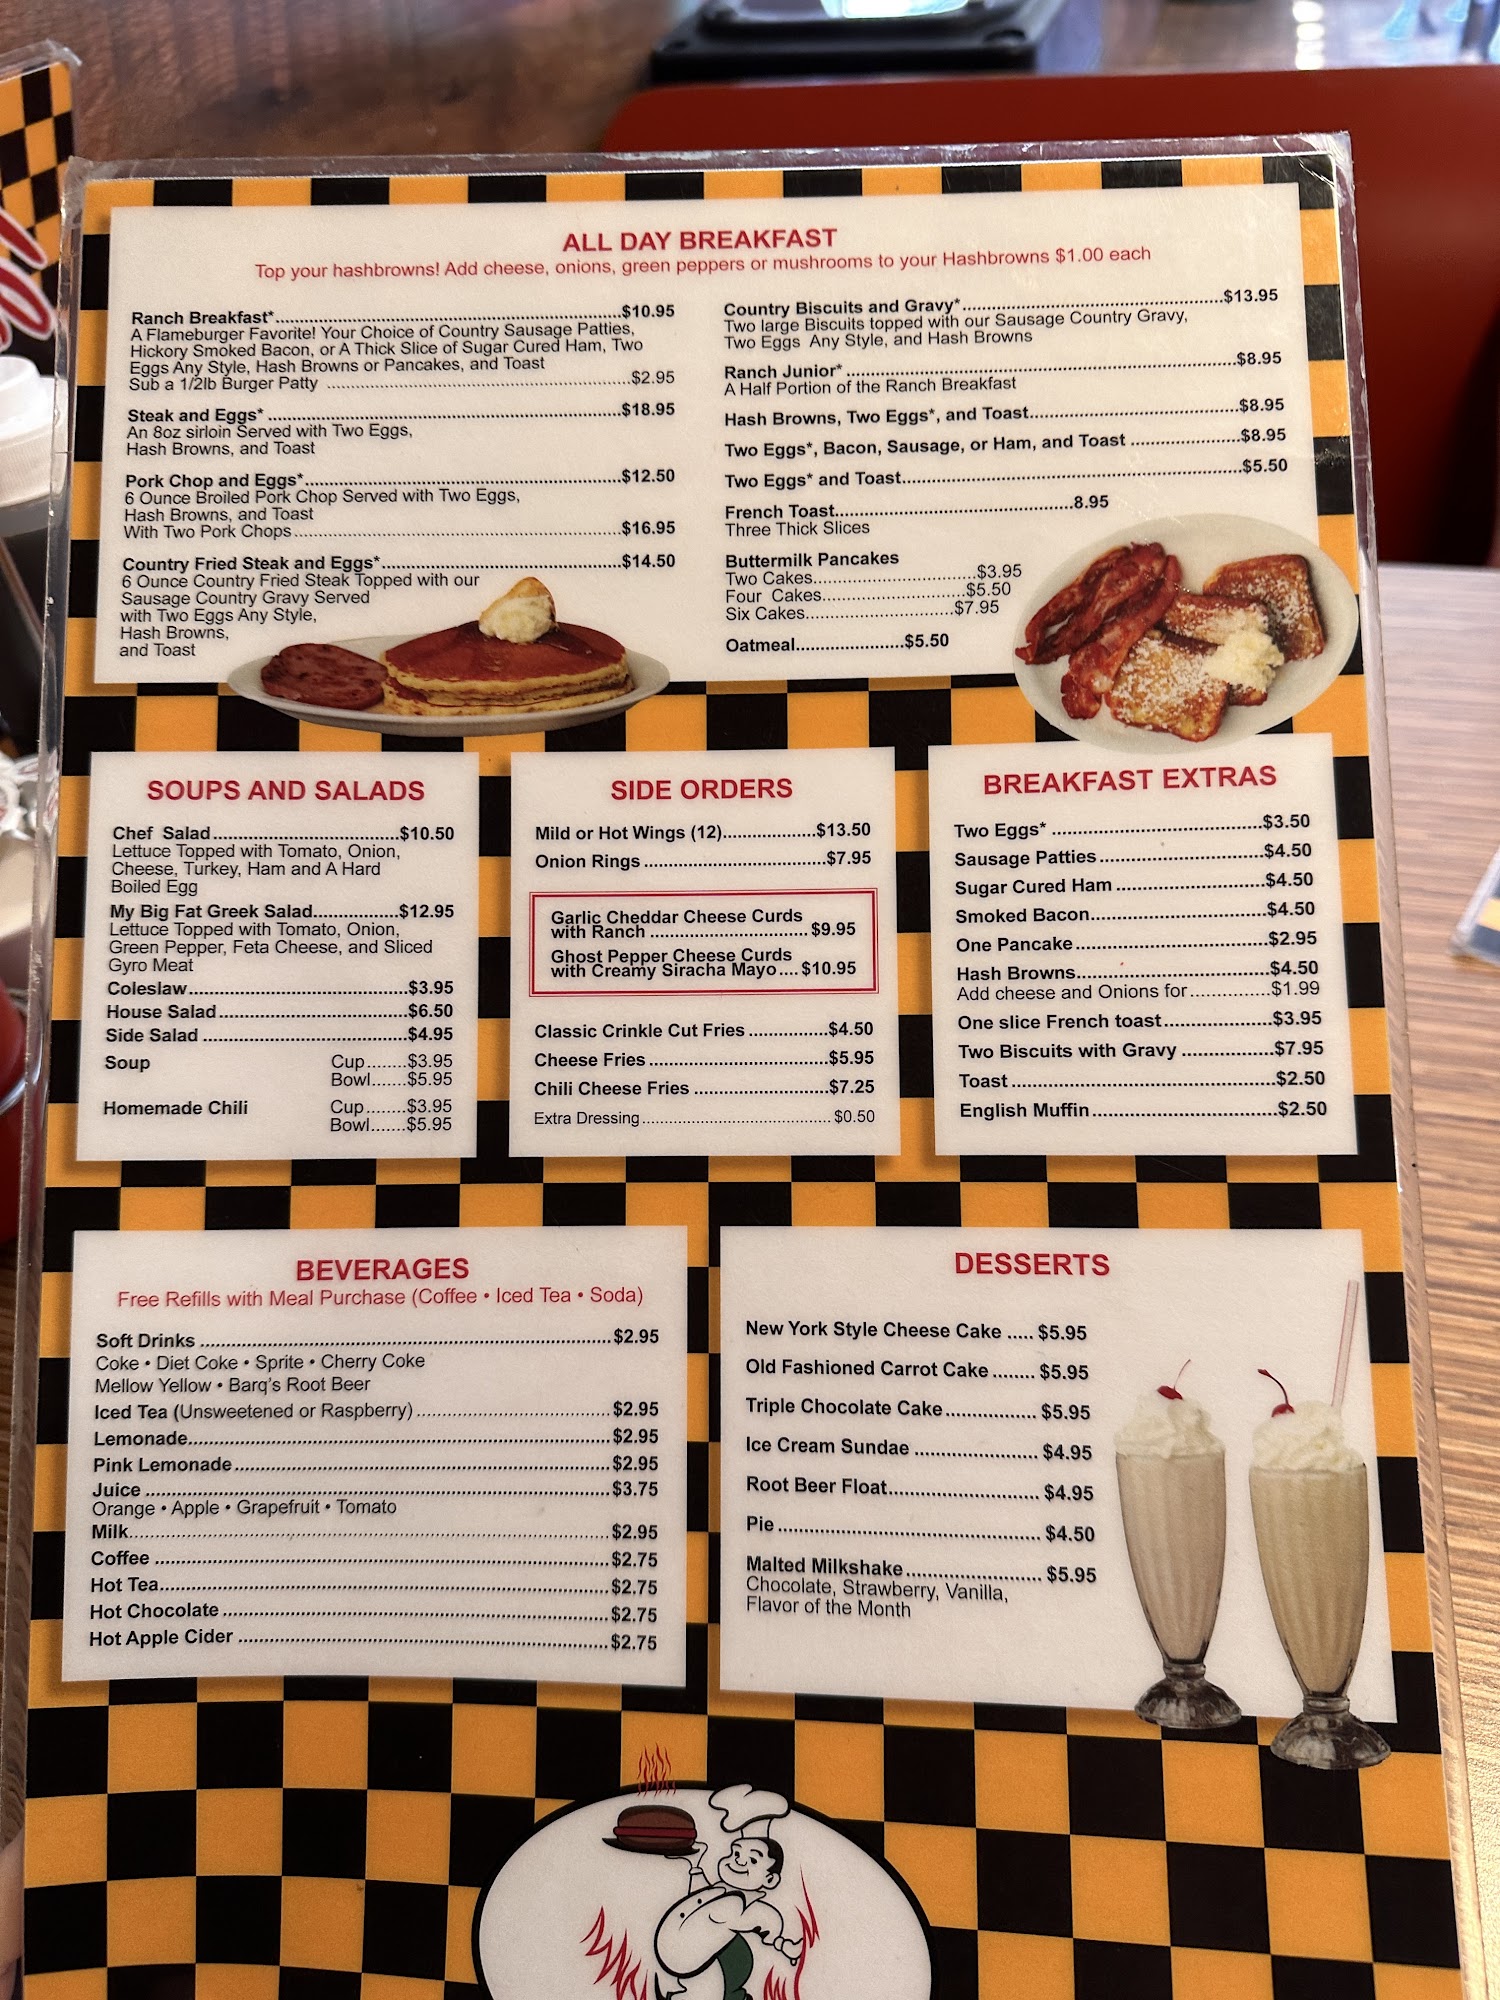 ALL DAY BREAKFAST
Top your hashbrowns! Add cheese, onions, green peppers or mushrooms to your Hashbrowns $1.00 each
Ranch Breakfast*.....$10.95
A Flameburger Favorite! Your Choice of Country Sausage Patties,
Hickory Smoked Bacon, or A Thick Slice of Sugar Cured Ham, Two
Eggs Any Style, Hash Browns or Pancakes, and Toast
Sub a 1/2lb Burger Patty .....$2.95
Steak and Eggs* .....$18.95
An 8oz sirloin Served with Two Eggs,
Hash Browns, and Toast
Pork Chop and Eggs*.....$12.50
6 Ounce Broiled Pork Chop Served with Two Eggs,
Hash Browns, and Toast
With Two Pork Chops.....$16.95
Country Fried Steak and Eggs*.....$14.50
6 Ounce Country Fried Steak Topped with our
Sausage Country Gravy Served
with Two Eggs Any Style,
Hash Browns,
and Toast
Country Biscuits and Gravy*.....$13.95
Two large Biscuits topped with our Sausage Country Gravy,
Two Eggs Any Style, and Hash Browns
Ranch Junior*.....$8.95
A Half Portion of the Ranch Breakfast
Hash Browns, Two Eggs*, and Toast.....$8.95
Two Eggs*, Bacon, Sausage, or Ham, and Toast .....$8.95
Two Eggs* and Toast.....$5.50
French Toast.....8.95
Three Thick Slices
Buttermilk Pancakes
Two Cakes.....$3.95
Four Cakes.....$5.50
Six Cakes.....$7.95
Oatmeal.....$5.50
SOUPS AND SALADS
Chef Salad.....$10.50
Lettuce Topped with Tomato, Onion,
Cheese, Turkey, Ham and A Hard
Boiled Egg
My Big Fat Greek Salad.....$12.95
Lettuce Topped with Tomato, Onion,
Green Pepper, Feta Cheese, and Sliced
Gyro Meat
Coleslaw.....$3.95
House Salad.....$6.50
Side Salad .....$4.95
Soup Cup.....$3.95
Bowl.....$5.95
Homemade Chili Cup.....$3.95
Bowl.....$5.95
SIDE ORDERS
Mild or Hot Wings (12).....$13.50
Onion Rings .....$7.95
Garlic Cheddar Cheese Curds
with Ranch .....$9.95
Ghost Pepper Cheese Curds
with Creamy Siracha Mayo....$10.95
Classic Crinkle Cut Fries .....$4.50
Cheese Fries .....$5.95
Chili Cheese Fries .....$7.25
Extra Dressing.....$0.50
BREAKFAST EXTRAS
Two Eggs* .....$3.50
Sausage Patties.....$4.50
Sugar Cured Ham .....$4.50
Smoked Bacon.....$4.50
One Pancake.....$2.95
Hash Browns.....$4.50
Add cheese and Onions for.....$1.99
One slice French toast.....$3.95
Two Biscuits with Gravy .....$7.95
Toast.....$2.50
English Muffin.....$2.50
BEVERAGES
Free Refills with Meal Purchase (Coffee • Iced Tea • Soda)
Soft Drinks .....$2.95
Coke • Diet Coke • Sprite • Cherry Coke
Mellow Yellow • Barq's Root Beer
Iced Tea (Unsweetened or Raspberry).....$2.95
Lemonade.....$2.95
Pink Lemonade.....$2.95
Juice .....$3.75
Orange • Apple • Grapefruit • Tomato
Milk.....$2.95
Coffee .....$2.75
Hot Tea.....$2.75
Hot Chocolate.....$2.75
Hot Apple Cider .....$2.75
DESSERTS
New York Style Cheese Cake ..... $5.95
Old Fashioned Carrot Cake........ $5.95
Triple Chocolate Cake..... $5.95
Ice Cream Sundae ..... $4.95
Root Beer Float..... $4.95
Pie..... $4.50
Malted Milkshake..... $5.95
Chocolate, Strawberry, Vanilla,
Flavor of the Month